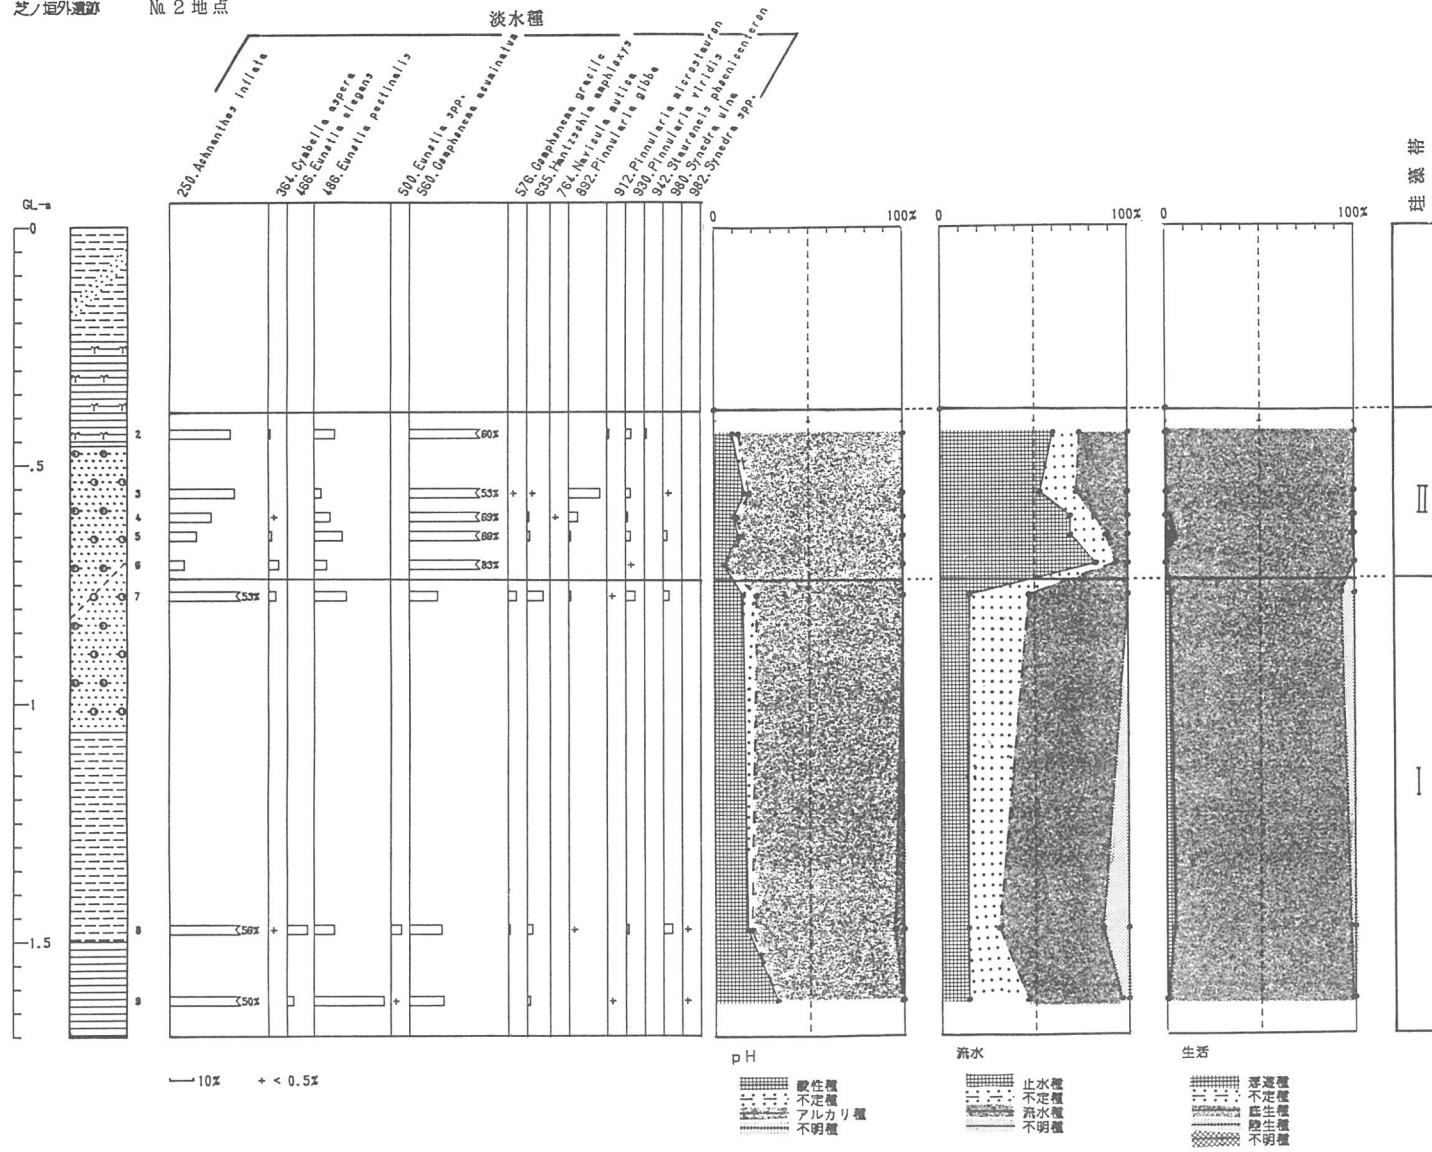 芝ノ垣外遺跡 № 2 地点
淡水種
250. Achnanthes inflata
364. Cymbella aspera
466. Eunotia elegans
486. Eunotia pectinalis
500. Eunotia spp.
560. Gomphonema acuminatum
576. Gomphonema gracile
635. Hantzschia amphioxys
764. Navicula mutica
892. Pinnularia gibba
912. Pinnularia microstauron
930. Pinnularia viridis
942. Stauroneis phoenicenteron
980. Synedra ulna
982. Synedra spp.
珪藻帯
GL-m
0 100% 0 100% 0 100%
0
2 60%
.5
3 53% + + +
4 + 69% +
5 88%
6 83% +
7 53% +
II
1
I
8 + 56% + +
1.5
9 50% + + +
10% + < 0.5%
pH
酸性種
不定種
アルカリ種
不明種
流水
止水種
不定種
流水種
不明種
生活
浮遊種
不定種
底生種
陸生種
不明種